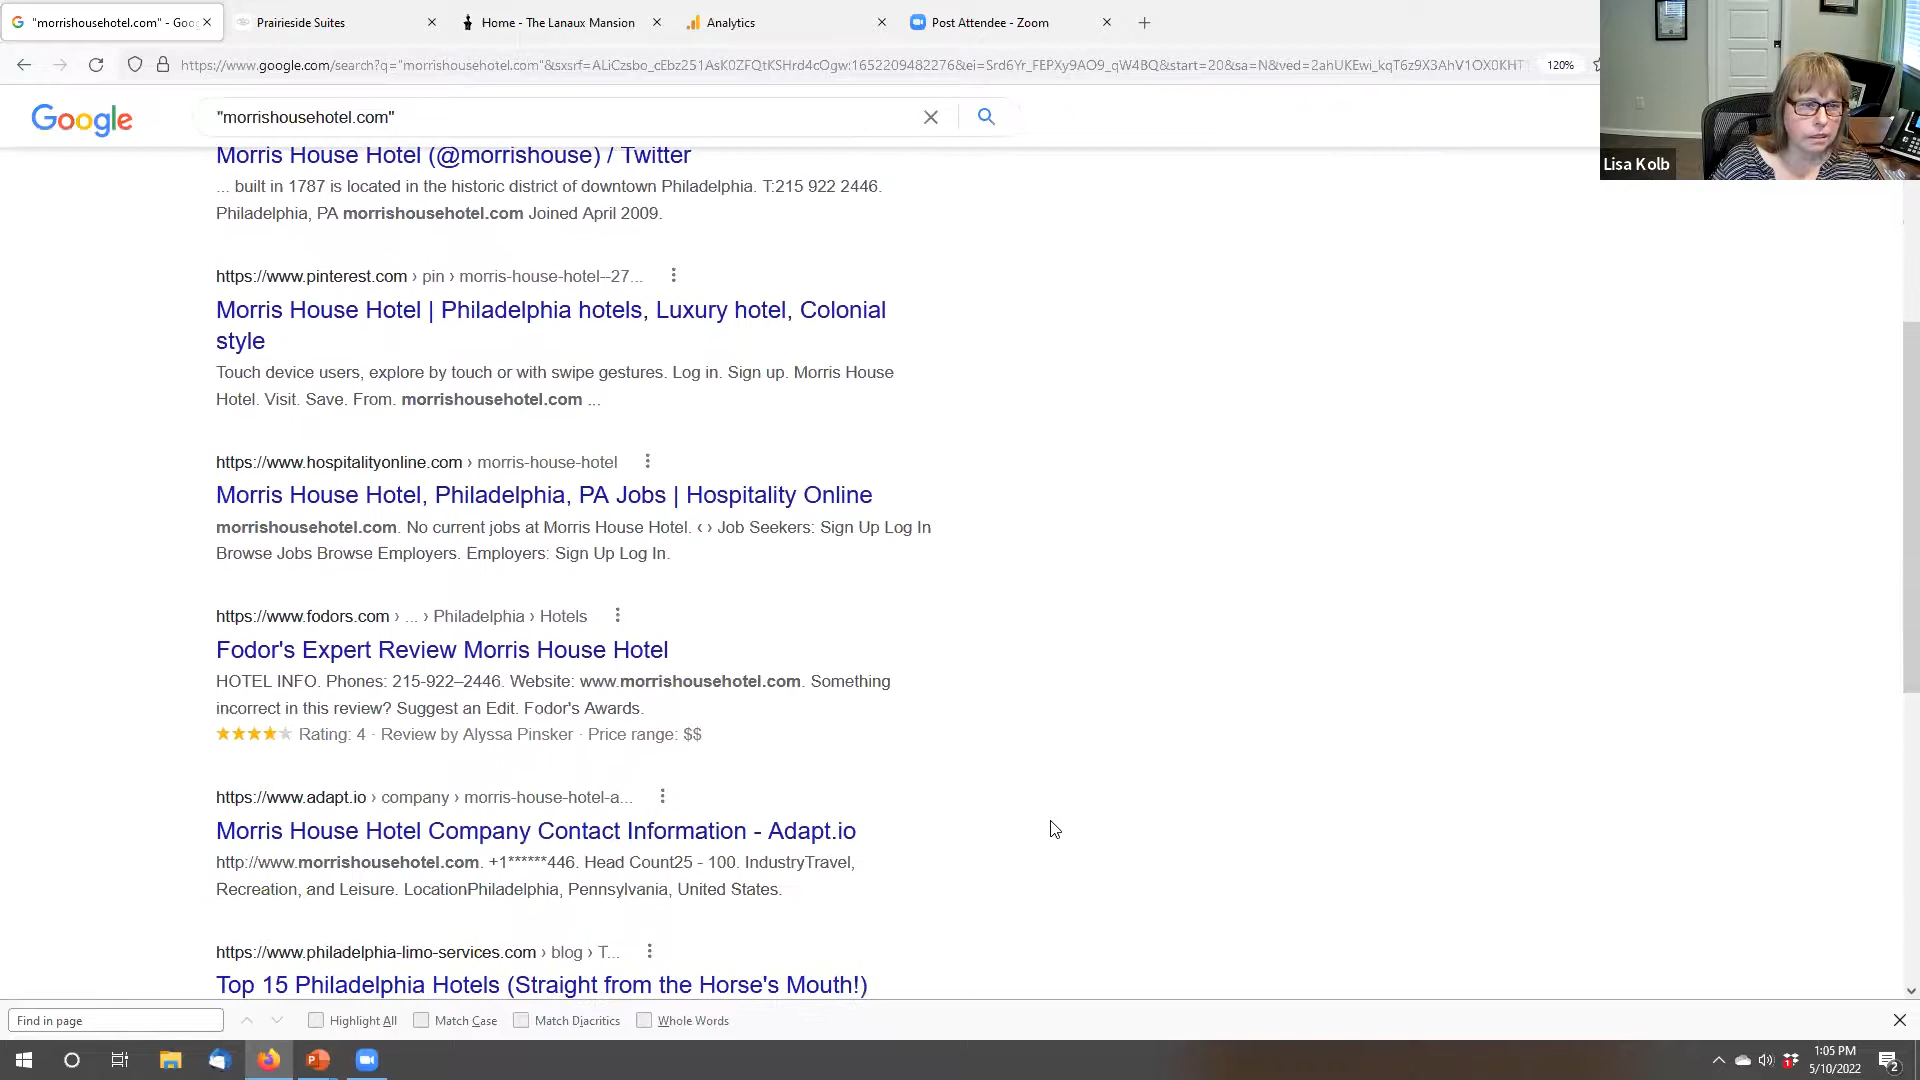 "morrishousehotel.com" - Goo
Prairieside Suites
Home - The Lanaux Mansion
Analytics
Post Attendee - Zoom
https://www.google.com/search?q="morrishousehotel.com"&sxsrf=ALiCzsbo_cEbz251AsK0ZFQtKSHrd4cOgw:1652209482276&ei=Srd6Yr_FEPXy9AO9_qW4BQ&start=20&sa=N&ved=2ahUKEwi_kqT6z9X3AhV1OX0KHT
120%
Lisa Kolb
Google
"morrishousehotel.com"
Morris House Hotel (@morrishouse) / Twitter
... built in 1787 is located in the historic district of downtown Philadelphia. T:215 922 2446.
Philadelphia, PA morrishousehotel.com Joined April 2009.
https://www.pinterest.com › pin › morris-house-hotel--27...
Morris House Hotel | Philadelphia hotels, Luxury hotel, Colonial
style
Touch device users, explore by touch or with swipe gestures. Log in. Sign up. Morris House
Hotel. Visit. Save. From. morrishousehotel.com ...
https://www.hospitalityonline.com › morris-house-hotel
Morris House Hotel, Philadelphia, PA Jobs | Hospitality Online
morrishousehotel.com. No current jobs at Morris House Hotel. ‹ › Job Seekers: Sign Up Log In
Browse Jobs Browse Employers. Employers: Sign Up Log In.
https://www.fodors.com › ... › Philadelphia › Hotels
Fodor's Expert Review Morris House Hotel
HOTEL INFO. Phones: 215-922–2446. Website: www.morrishousehotel.com. Something
incorrect in this review? Suggest an Edit. Fodor's Awards.
Rating: 4 · Review by Alyssa Pinsker · Price range: $$
https://www.adapt.io › company › morris-house-hotel-a...
Morris House Hotel Company Contact Information - Adapt.io
http://www.morrishousehotel.com. +1******446. Head Count25 - 100. IndustryTravel,
Recreation, and Leisure. LocationPhiladelphia, Pennsylvania, United States.
https://www.philadelphia-limo-services.com › blog › T...
Top 15 Philadelphia Hotels (Straight from the Horse's Mouth!)
Find in page
Highlight All
Match Case
Match Diacritics
Whole Words
1:05 PM
5/10/2022
2